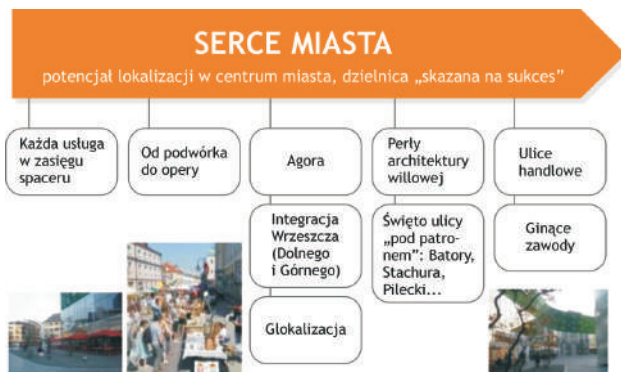 SERCE MIASTA
potencjał lokalizacji w centrum miasta, dzielnica „skazana na sukces”
Każda usługa
w zasięgu
spaceru
Od podwórka
do opery
Agora
Integracja
Wrzeszcza
(Dolnego
i Górnego)
Glokalizacja
Perły
architektury
willowej
Święto ulicy
„pod patro-
nem”: Batory,
Stachura,
Pilecki...
Ulice
handlowe
Ginące
zawody